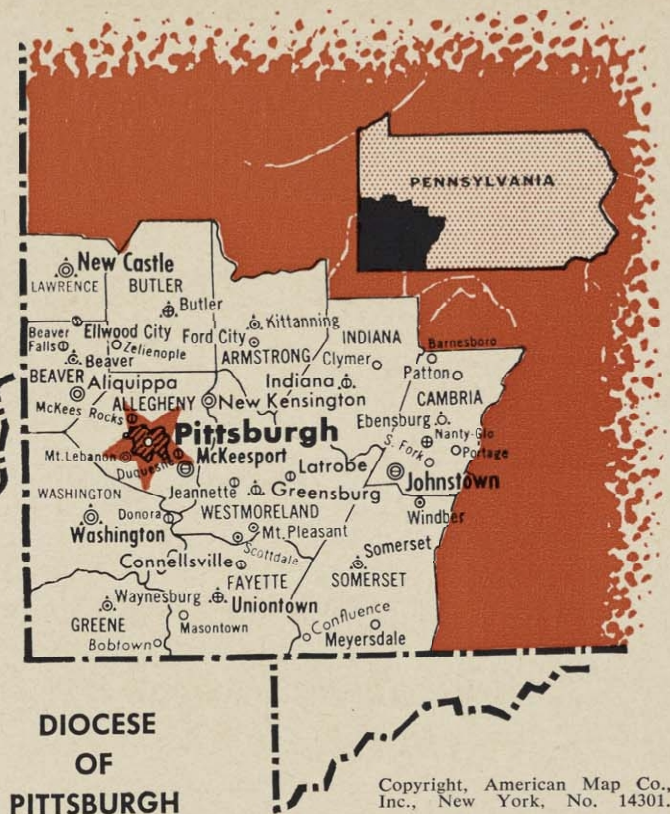 PENNSYLVANIA
New Castle
LAWRENCE
BUTLER
Butler
Beaver
Falls
Ellwood City
Zelienople
Ford City
Kittanning
INDIANA
Barnesboro
Beaver
ARMSTRONG
Clymer
Patton
BEAVER
Aliquippa
Indiana
CAMBRIA
McKees Rocks
ALLEGHENY
New Kensington
Ebensburg
Pittsburgh
Nanty-Glo
S. Fork
Portage
Mt. Lebanon
Duquesne
McKeesport
Latrobe
Johnstown
WASHINGTON
Jeannette
Greensburg
Donora
WESTMORELAND
Windber
Washington
Mt. Pleasant
Scottdale
Somerset
Connellsville
FAYETTE
SOMERSET
Waynesburg
Uniontown
Confluence
GREENE
Masontown
Meyersdale
Bobtown
DIOCESE
OF
PITTSBURGH
Copyright, American Map Co.,
Inc., New York, No. 14301.